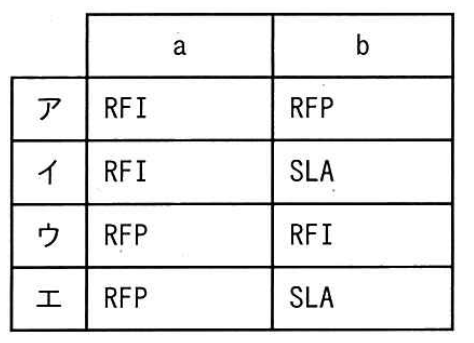 a b
ア RFI RFP
イ RFI SLA
ウ RFP RFI
エ RFP SLA